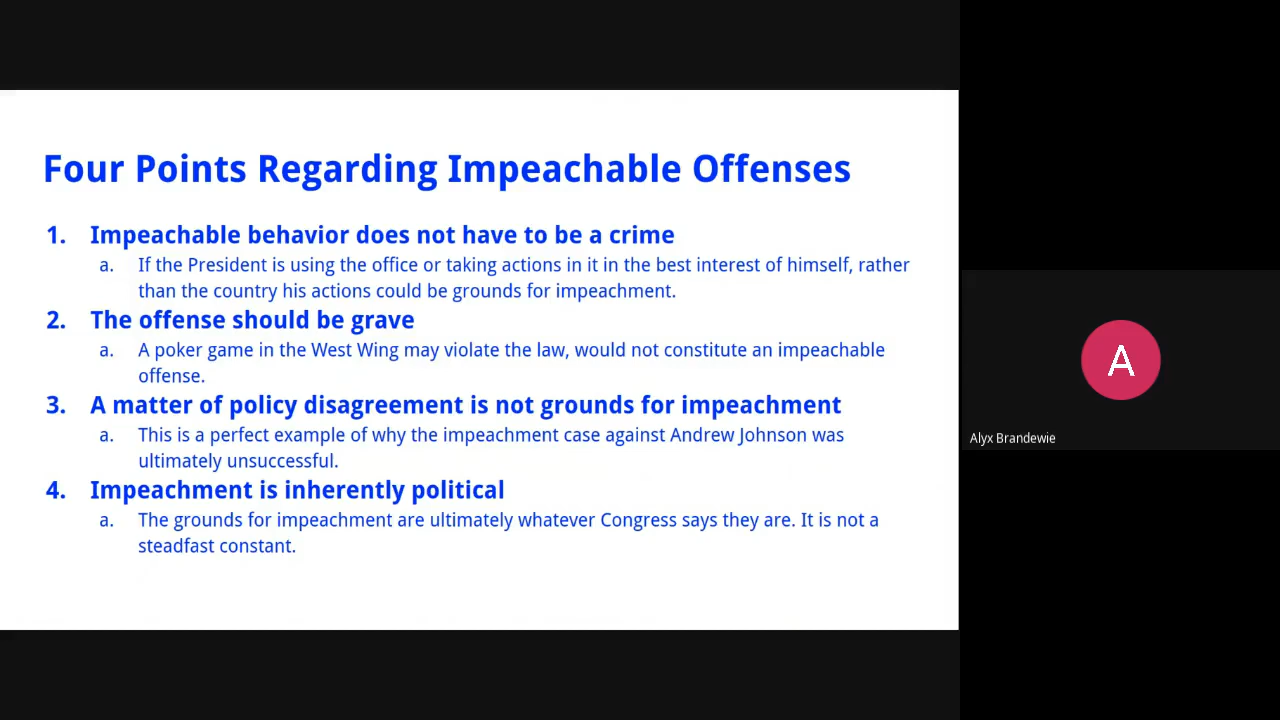 Four Points Regarding Impeachable Offenses
1. Impeachable behavior does not have to be a crime
a. If the President is using the office or taking actions in it in the best interest of himself, rather
than the country his actions could be grounds for impeachment.
2. The offense should be grave
a. A poker game in the West Wing may violate the law, would not constitute an impeachable
offense.
3. A matter of policy disagreement is not grounds for impeachment
a. This is a perfect example of why the impeachment case against Andrew Johnson was
ultimately unsuccessful.
4. Impeachment is inherently political
a. The grounds for impeachment are ultimately whatever Congress says they are. It is not a
steadfast constant.
A
Alyx Brandewie